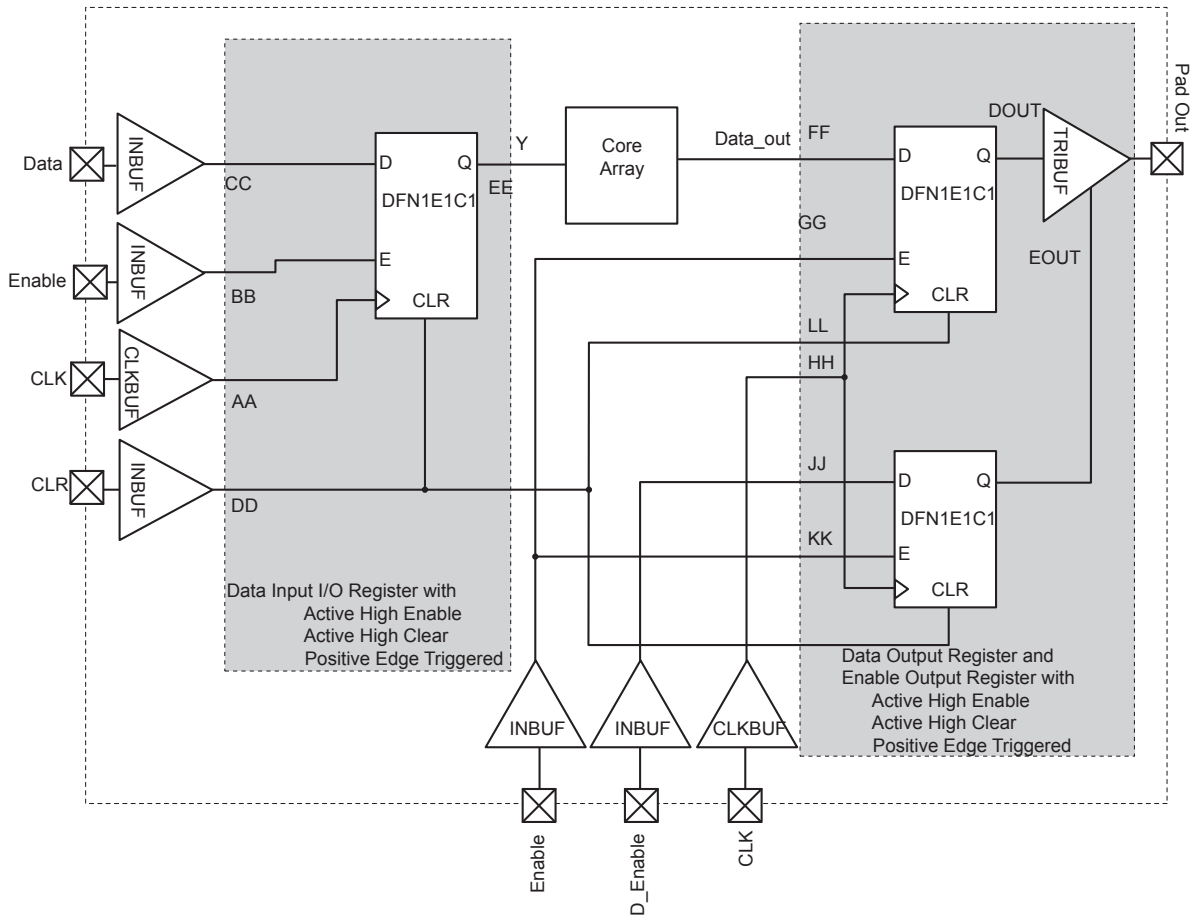 Data
INBUF
CC
D
Q
DFN1E1C1
E
CLR
Y
EE
Core
Array
Data_out
FF
GG
D
Q
DFN1E1C1
E
CLR
DOUT
TRIBUF
Pad Out
EOUT
Enable
INBUF
BB
CLK
CLKBUF
AA
CLR
INBUF
DD
LL
HH
JJ
KK
D
Q
DFN1E1C1
E
CLR
Data Input I/O Register with
Active High Enable
Active High Clear
Positive Edge Triggered
Data Output Register and
Enable Output Register with
Active High Enable
Active High Clear
Positive Edge Triggered
INBUF
INBUF
CLKBUF
Enable
D_Enable
CLK